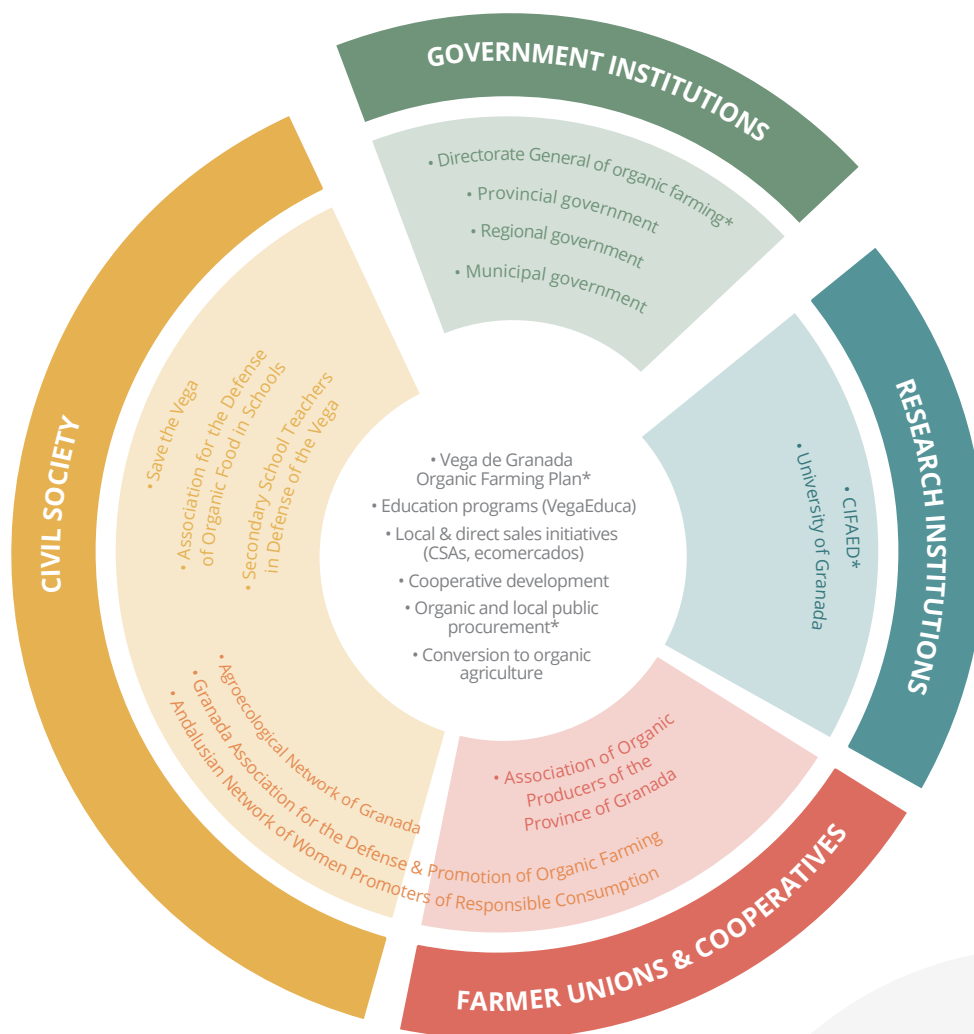 GOVERNMENT INSTITUTIONS
• Directorate General of organic farming*
• Provincial government
• Regional government
• Municipal government
RESEARCH INSTITUTIONS
• CIFAED*
• University of Granada
CIVIL SOCIETY
• Save the Vega
• Association for the Defense
of Organic Food in Schools
• Secondary School Teachers
in Defense of the Vega
• Vega de Granada
Organic Farming Plan*
• Education programs (VegaEduca)
• Local & direct sales initiatives
(CSAs, ecomercados)
• Cooperative development
• Organic and local public
procurement*
• Conversion to organic
agriculture
• Agroecological Network of Granada
• Granada Association for the Defense & Promotion of Organic Farming
• Andalusian Network of Women Promoters of Responsible Consumption
• Association of Organic
Producers of the
Province of Granada
FARMER UNIONS & COOPERATIVES